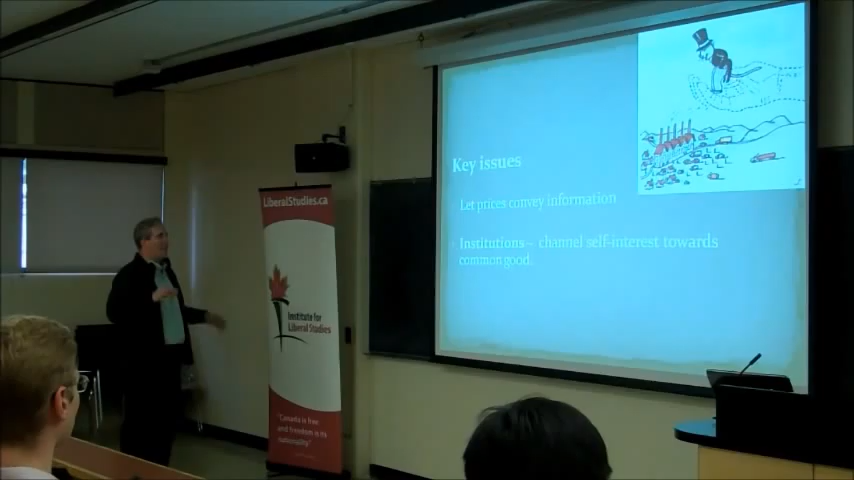 LiberalStudies.ca
Institute for
Liberal Studies
"Canada is free
and freedom is its
nationality"
Key issues
Let prices convey information
Institutions – channel self-interest towards
common good